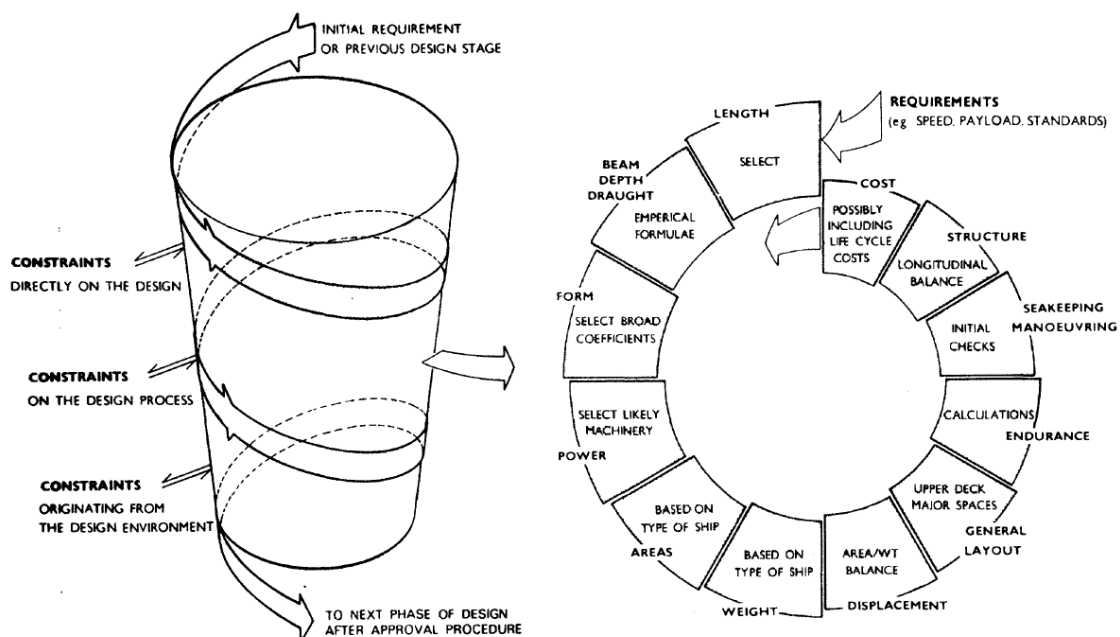 INITIAL REQUIREMENT
OR PREVIOUS DESIGN STAGE
CONSTRAINTS
DIRECTLY ON THE DESIGN
CONSTRAINTS
ON THE DESIGN PROCESS
CONSTRAINTS
ORIGINATING FROM
THE DESIGN ENVIRONMENT
TO NEXT PHASE OF DESIGN
AFTER APPROVAL PROCEDURE
REQUIREMENTS
(eg SPEED, PAYLOAD, STANDARDS)
LENGTH
SELECT
BEAM
DEPTH
DRAUGHT
EMPERICAL
FORMULAE
FORM
SELECT BROAD
COEFFICIENTS
SELECT LIKELY
MACHINERY
POWER
BASED ON
TYPE OF SHIP
AREAS
BASED ON
TYPE OF SHIP
WEIGHT
AREA/WT
BALANCE
DISPLACEMENT
UPPER DECK
MAJOR SPACES
GENERAL
LAYOUT
CALCULATIONS
ENDURANCE
INITIAL
CHECKS
SEAKEEPING
MANOEUVRING
STRUCTURE
LONGITUDINAL
BALANCE
COST
POSSIBLY
INCLUDING
LIFE CYCLE
COSTS